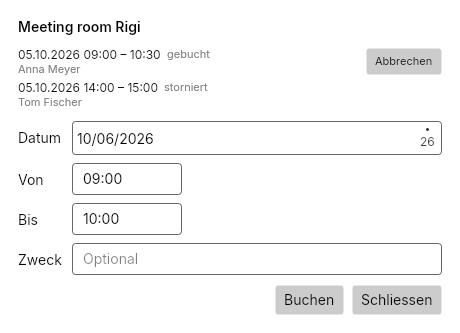 Meeting room Rigi
05.10.2026 09:00 – 10:30 gebucht
Anna Meyer
Abbrechen
05.10.2026 14:00 – 15:00 storniert
Tom Fischer
Datum 10/06/2026 26
Von 09:00
Bis 10:00
Zweck Optional
Buchen Schliessen